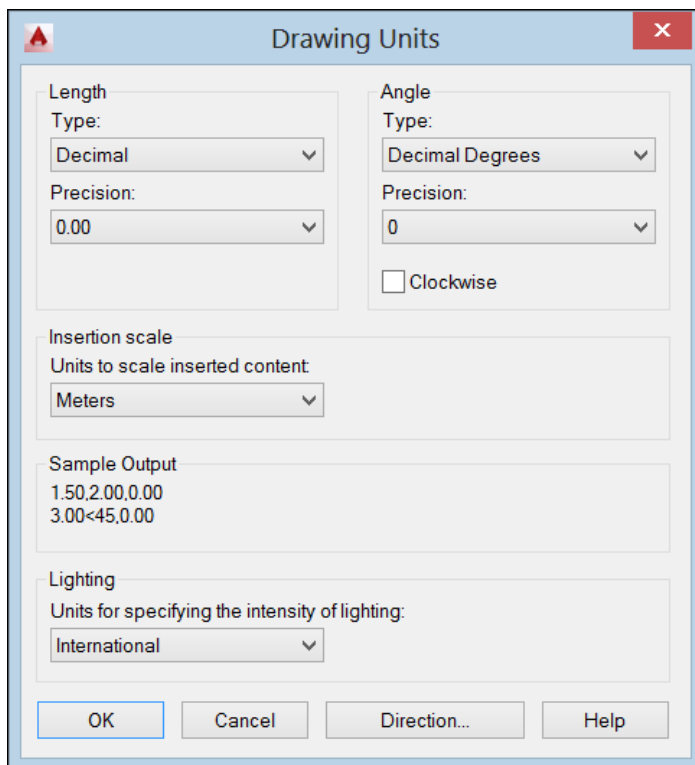 Drawing Units
Length
Type:
Decimal
Precision:
0.00
Angle
Type:
Decimal Degrees
Precision:
0
Clockwise
Insertion scale
Units to scale inserted content:
Meters
Sample Output
1.50,2.00,0.00
3.00<45,0.00
Lighting
Units for specifying the intensity of lighting:
International
OK Cancel Direction... Help